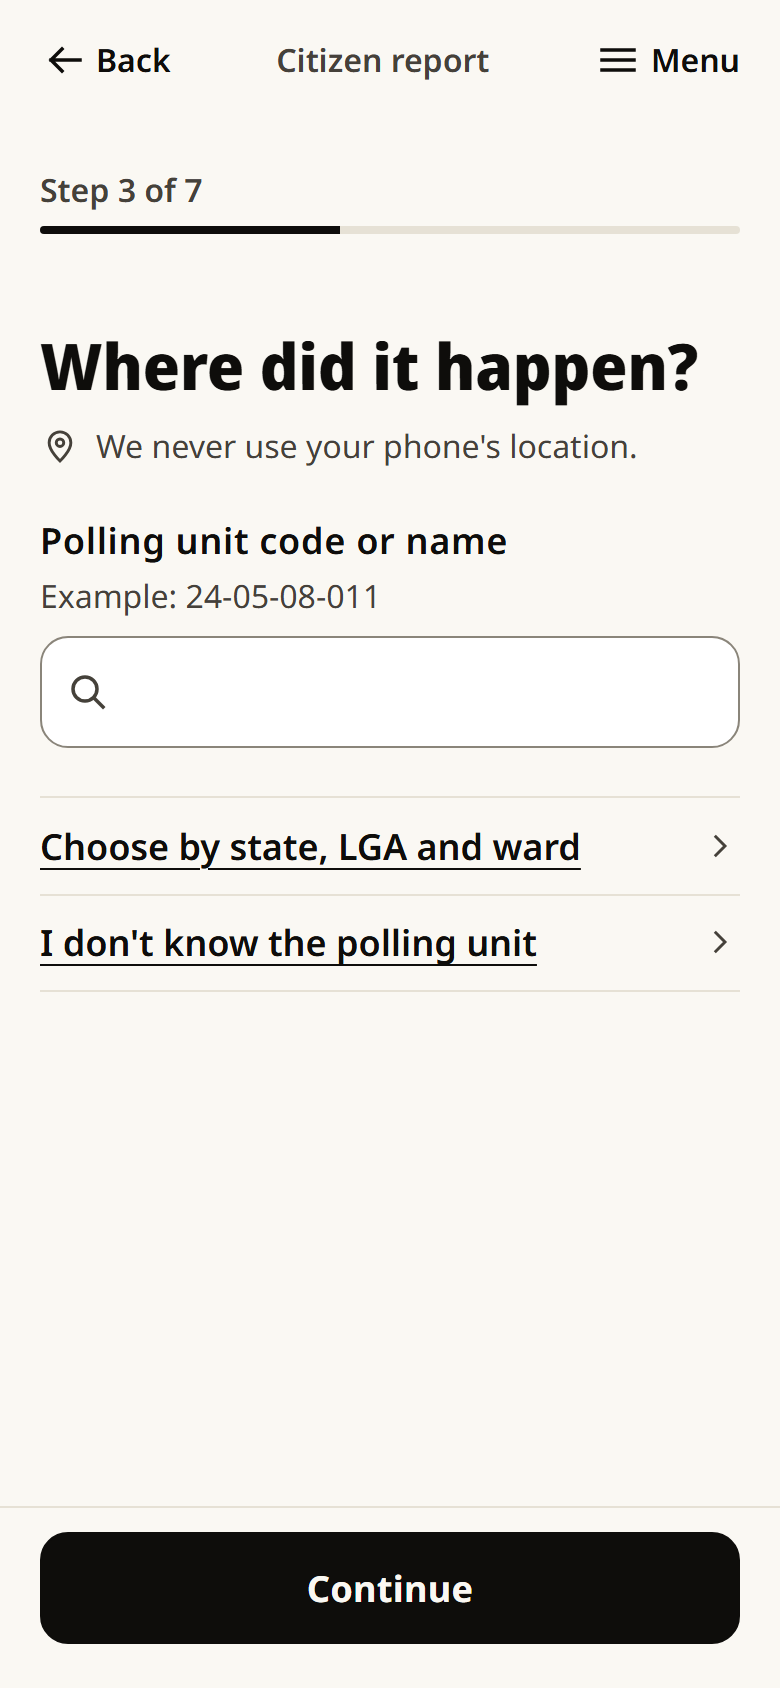 Back
Citizen report
Menu
Step 3 of 7
Where did it happen?
We never use your phone's location.
Polling unit code or name
Example: 24-05-08-011
Choose by state, LGA and ward
I don't know the polling unit
Continue